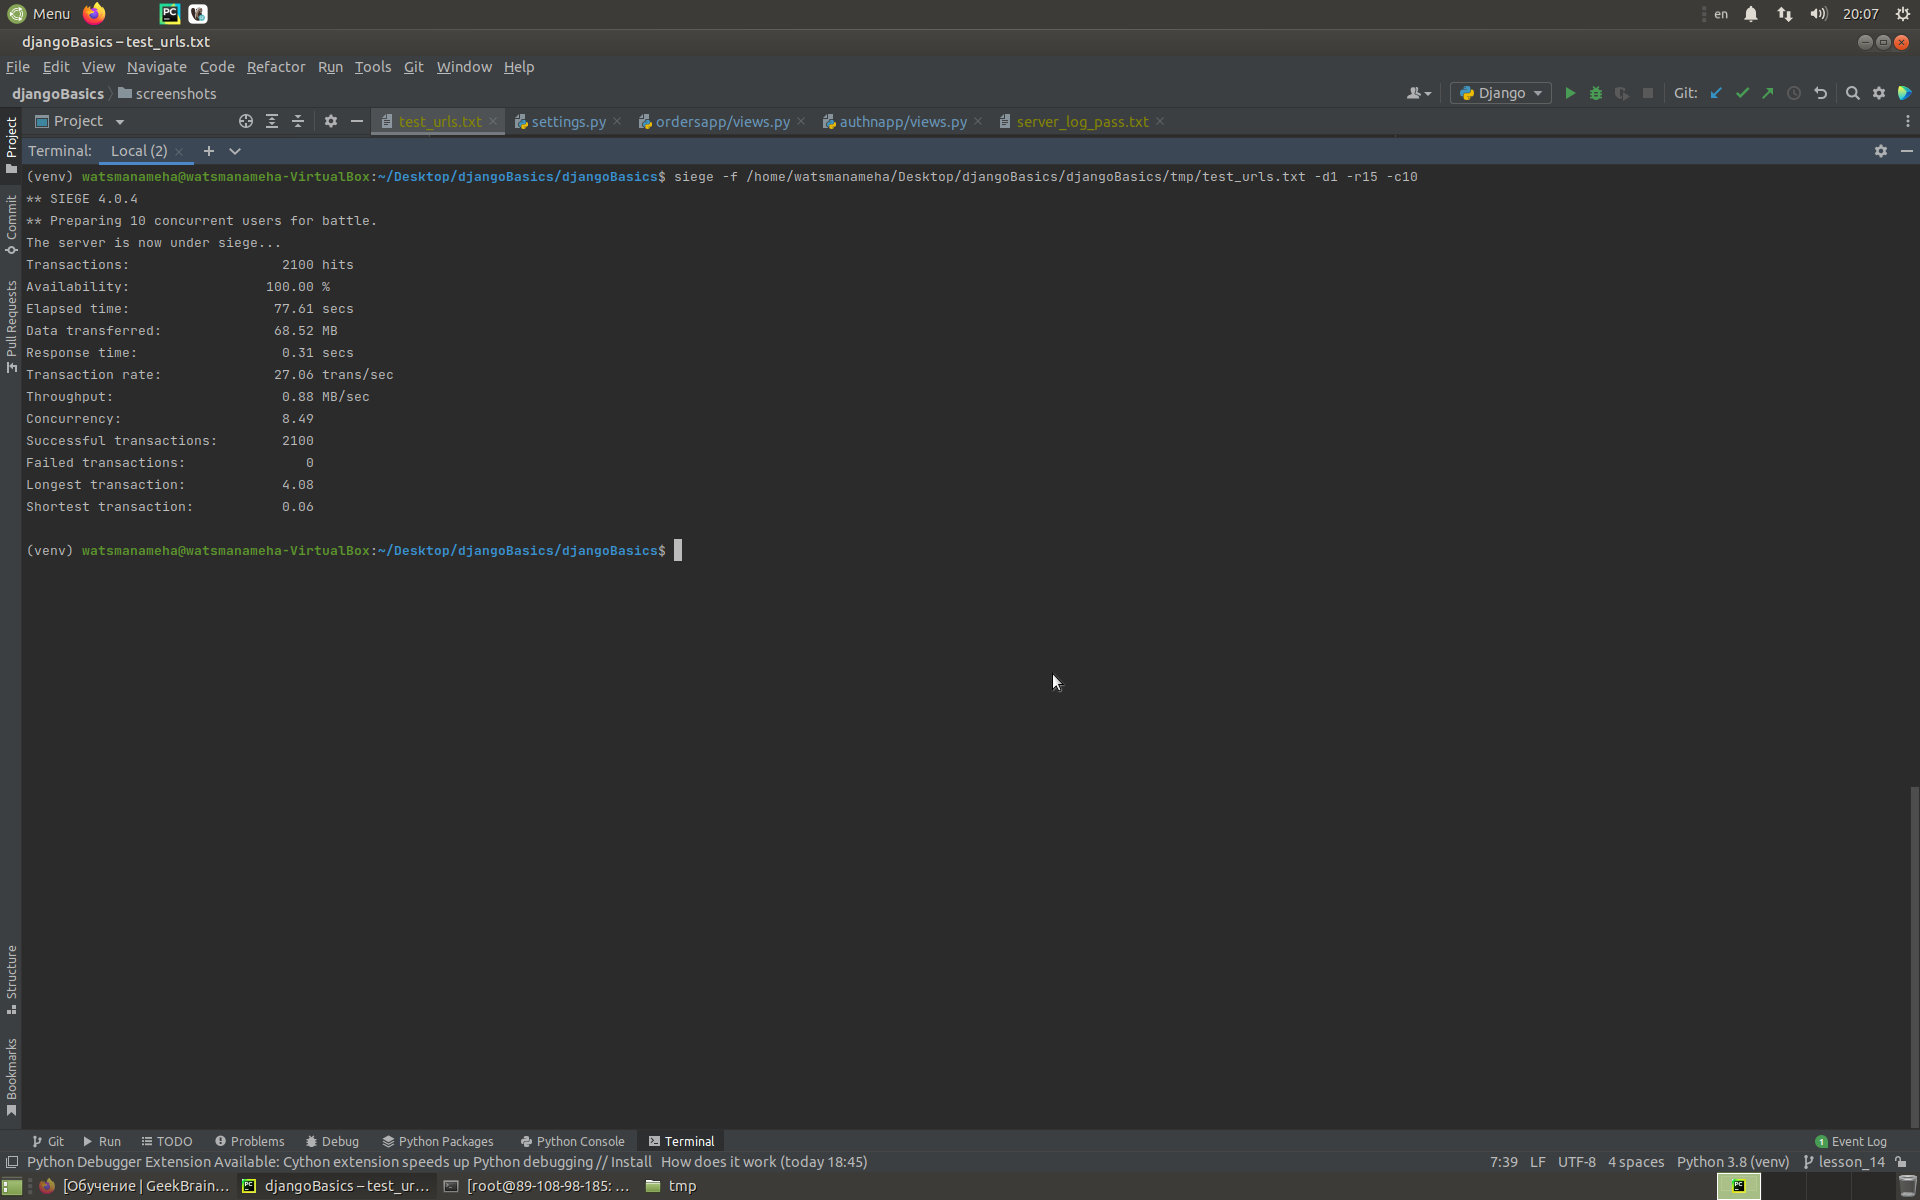 Menu
en
20:07
djangoBasics – test_urls.txt
File Edit View Navigate Code Refactor Run Tools Git Window Help
djangoBasics screenshots
Django
Git:
Project
test_urls.txt
settings.py
ordersapp/views.py
authnapp/views.py
server_log_pass.txt
Terminal: Local (2)
(venv) watsmanameha@watsmanameha-VirtualBox:~/Desktop/djangoBasics/djangoBasics$ siege -f /home/watsmanameha/Desktop/djangoBasics/djangoBasics/tmp/test_urls.txt -d1 -r15 -c10
** SIEGE 4.0.4
** Preparing 10 concurrent users for battle.
The server is now under siege...
Transactions: 2100 hits
Availability: 100.00 %
Elapsed time: 77.61 secs
Data transferred: 68.52 MB
Response time: 0.31 secs
Transaction rate: 27.06 trans/sec
Throughput: 0.88 MB/sec
Concurrency: 8.49
Successful transactions: 2100
Failed transactions: 0
Longest transaction: 4.08
Shortest transaction: 0.06
(venv) watsmanameha@watsmanameha-VirtualBox:~/Desktop/djangoBasics/djangoBasics$
Project
Commit
Pull Requests
Structure
Bookmarks
Git Run TODO Problems Debug Python Packages Python Console Terminal
1 Event Log
Python Debugger Extension Available: Cython extension speeds up Python debugging // Install How does it work (today 18:45)
7:39 LF UTF-8 4 spaces Python 3.8 (venv) lesson_14
[Обучение | GeekBrain...
djangoBasics – test_ur...
[root@89-108-98-185: ...
tmp